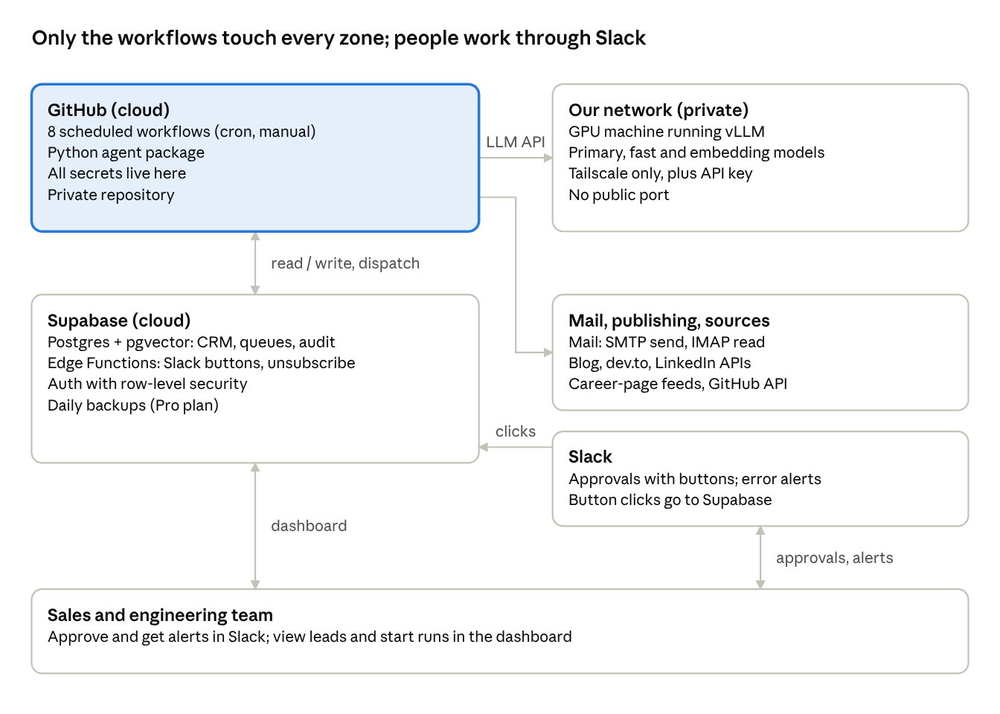 Only the workflows touch every zone; people work through Slack
GitHub (cloud)
8 scheduled workflows (cron, manual)
Python agent package
All secrets live here
Private repository
LLM API
Our network (private)
GPU machine running vLLM
Primary, fast and embedding models
Tailscale only, plus API key
No public port
read / write, dispatch
Supabase (cloud)
Postgres + pgvector: CRM, queues, audit
Edge Functions: Slack buttons, unsubscribe
Auth with row-level security
Daily backups (Pro plan)
Mail, publishing, sources
Mail: SMTP send, IMAP read
Blog, dev.to, LinkedIn APIs
Career-page feeds, GitHub API
clicks
Slack
Approvals with buttons; error alerts
Button clicks go to Supabase
dashboard
approvals, alerts
Sales and engineering team
Approve and get alerts in Slack; view leads and start runs in the dashboard